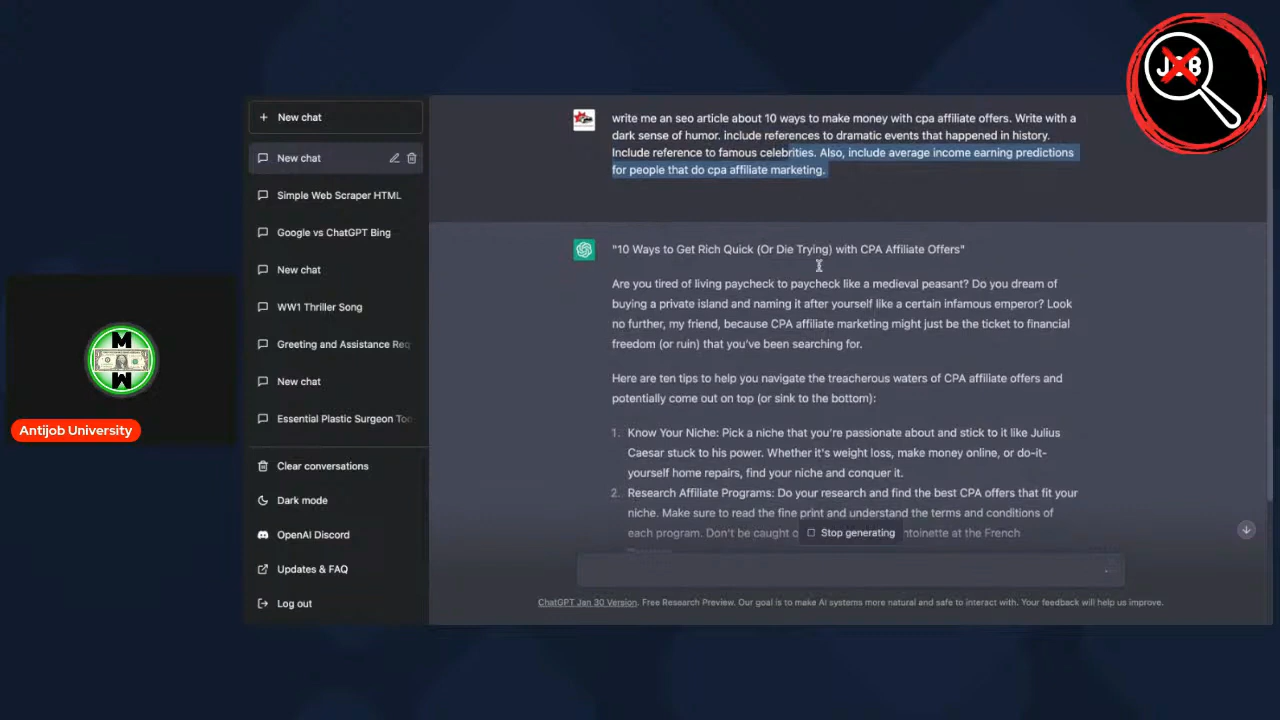 JOB
+ New chat
New chat
Simple Web Scraper HTML
Google vs ChatGPT Bing
New chat
WW1 Thriller Song
Greeting and Assistance Req
New chat
Essential Plastic Surgeon Too
Clear conversations
Dark mode
OpenAI Discord
Updates & FAQ
Log out
M
M
Antijob University
write me an seo article about 10 ways to make money with cpa affiliate offers. Write with a
dark sense of humor. include references to dramatic events that happened in history.
Include reference to famous celebrities. Also, include average income earning predictions
for people that do cpa affiliate marketing.
"10 Ways to Get Rich Quick (Or Die Trying) with CPA Affiliate Offers"
Are you tired of living paycheck to paycheck like a medieval peasant? Do you dream of
buying a private island and naming it after yourself like a certain infamous emperor? Look
no further, my friend, because CPA affiliate marketing might just be the ticket to financial
freedom (or ruin) that you've been searching for.
Here are ten tips to help you navigate the treacherous waters of CPA affiliate offers and
potentially come out on top (or sink to the bottom):
1. Know Your Niche: Pick a niche that you're passionate about and stick to it like Julius
Caesar stuck to his power. Whether it's weight loss, make money online, or do-it-
yourself home repairs, find your niche and conquer it.
2. Research Affiliate Programs: Do your research and find the best CPA offers that fit your
niche. Make sure to read the fine print and understand the terms and conditions of
each program. Don't be caught o ntoinette at the French
Stop generating
ChatGPT Jan 30 Version. Free Research Preview. Our goal is to make AI systems more natural and safe to interact with. Your feedback will help us improve.